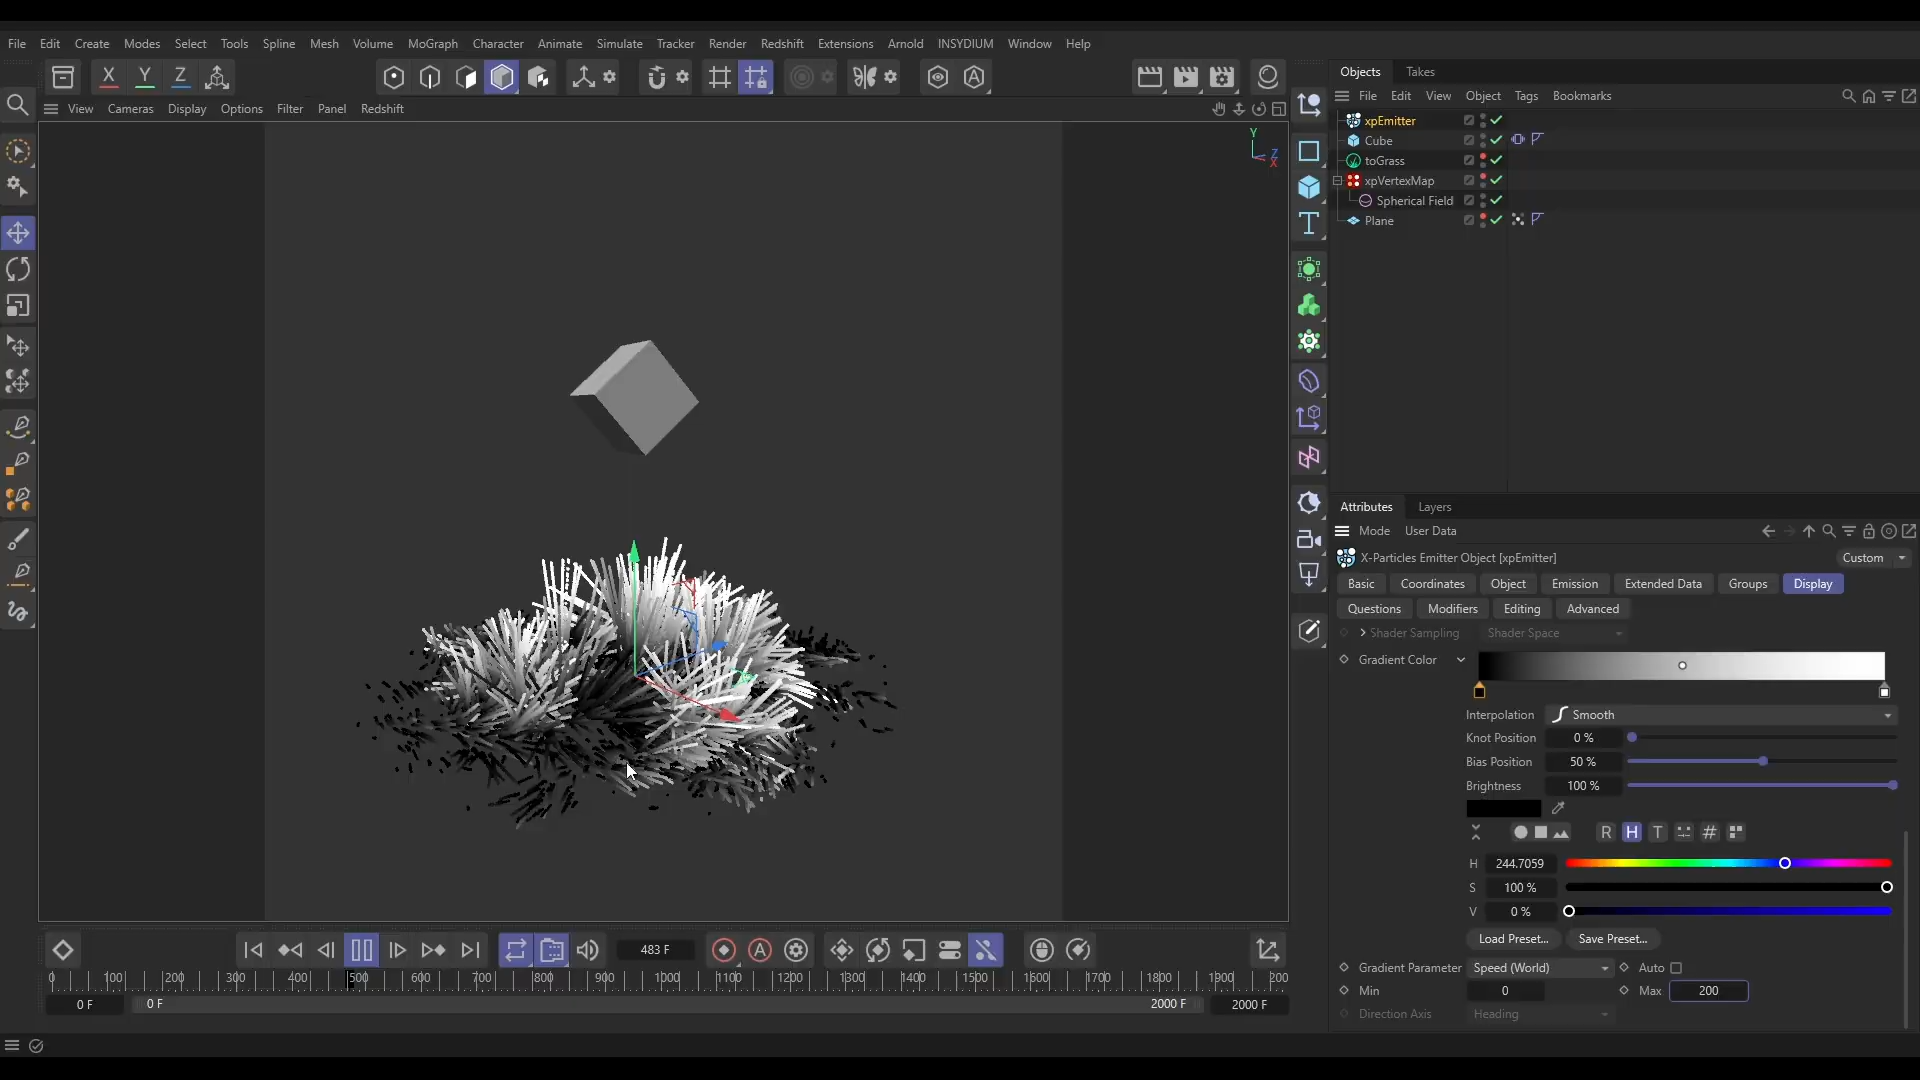 File Edit Create Modes Select Tools Spline Mesh Volume MoGraph Character Animate Simulate Tracker Render Redshift Extensions Arnold INSYDIUM Window Help
X Y Z
View Cameras Display Options Filter Panel Redshift
Y
Z
X
Objects Takes
File Edit View Object Tags Bookmarks
xpEmitter
Cube
toGrass
xpVertexMap
Spherical Field
Plane
Attributes Layers
Mode User Data
X-Particles Emitter Object [xpEmitter] Custom
Basic Coordinates Object Emission Extended Data Groups Display
Questions Modifiers Editing Advanced
Shader Sampling Shader Space
Gradient Color
Interpolation Smooth
Knot Position 0 %
Bias Position 50 %
Brightness 100 %
R H T #
H 244.7059
S 100 %
V 0 %
Load Preset... Save Preset...
Gradient Parameter Speed (World) Auto
Min 0 Max 200
Direction Axis Heading
483 F
0 100 200 300 400 500 600 700 800 900 1000 1100 1200 1300 1400 1500 1600 1700 1800 1900 200
0 F 0 F 2000 F 2000 F